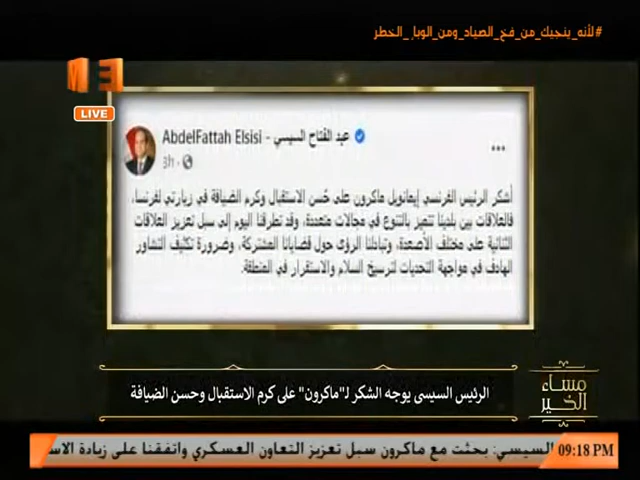 #لأنه_ينجيك_من_فخ_الصياد_ومن_الوبإ_الخطر
ME
LIVE
AbdelFattah Elsisi - عبد الفتاح السيسي
3h
أشكر الرئيس الفرنسي إيمانويل ماكرون على حُسن الاستقبال وكرم الضيافة في زيارتي لفرنسا،
فالعلاقات بين بلدينا تتميز بالتنوع في مجالات متعددة، وقد تطرقنا اليوم إلى سبل تعزيز العلاقات
الثنائية على مختلف الأصعدة، وتبادلنا الرؤى حول قضايانا المشتركة، وضرورة تكثيف التشاور
الهادف في مواجهة التحديات لترسيخ السلام والاستقرار في المنطقة.
الرئيس السيسى يوجه الشكر لـ"ماكرون" على كرم الاستقبال وحسن الضيافة
مساء
الخير
السيسي: بحثت مع ماكرون سبل تعزيز التعاون العسكري واتفقنا على زيادة الاس
09:18 PM